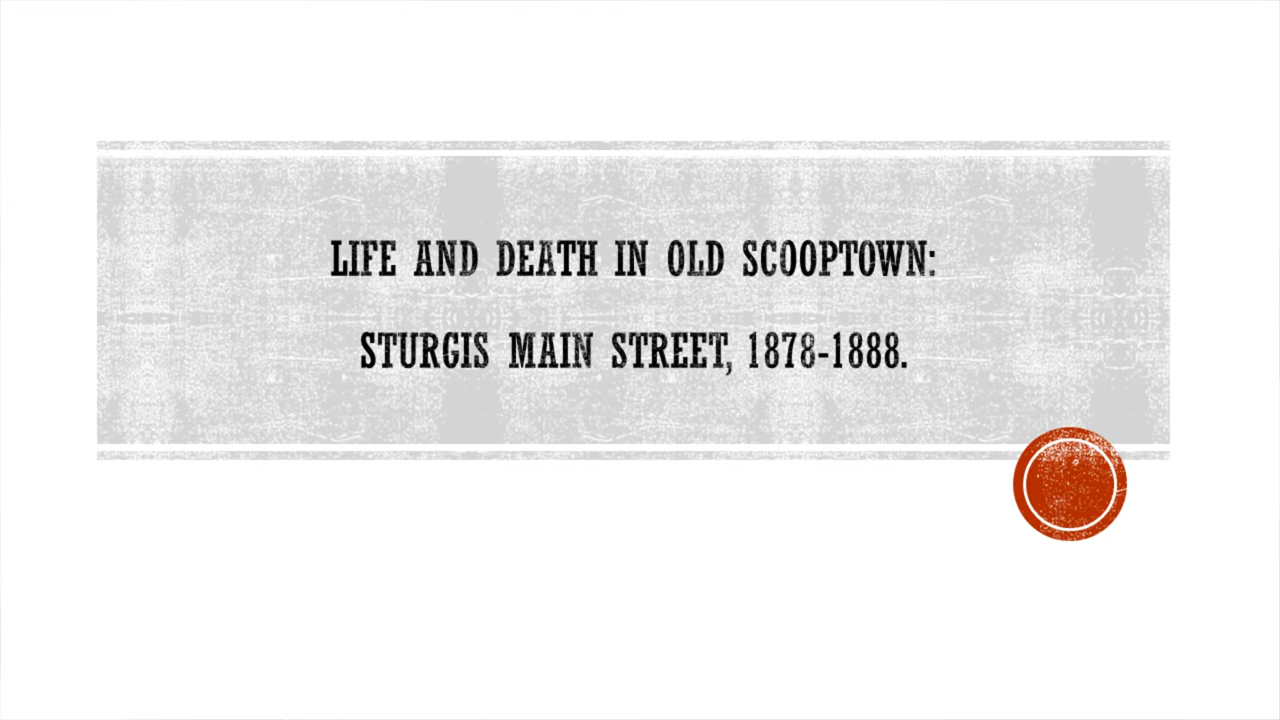 LIFE AND DEATH IN OLD SCOOPTOWN:
STURGIS MAIN STREET, 1878-1888.